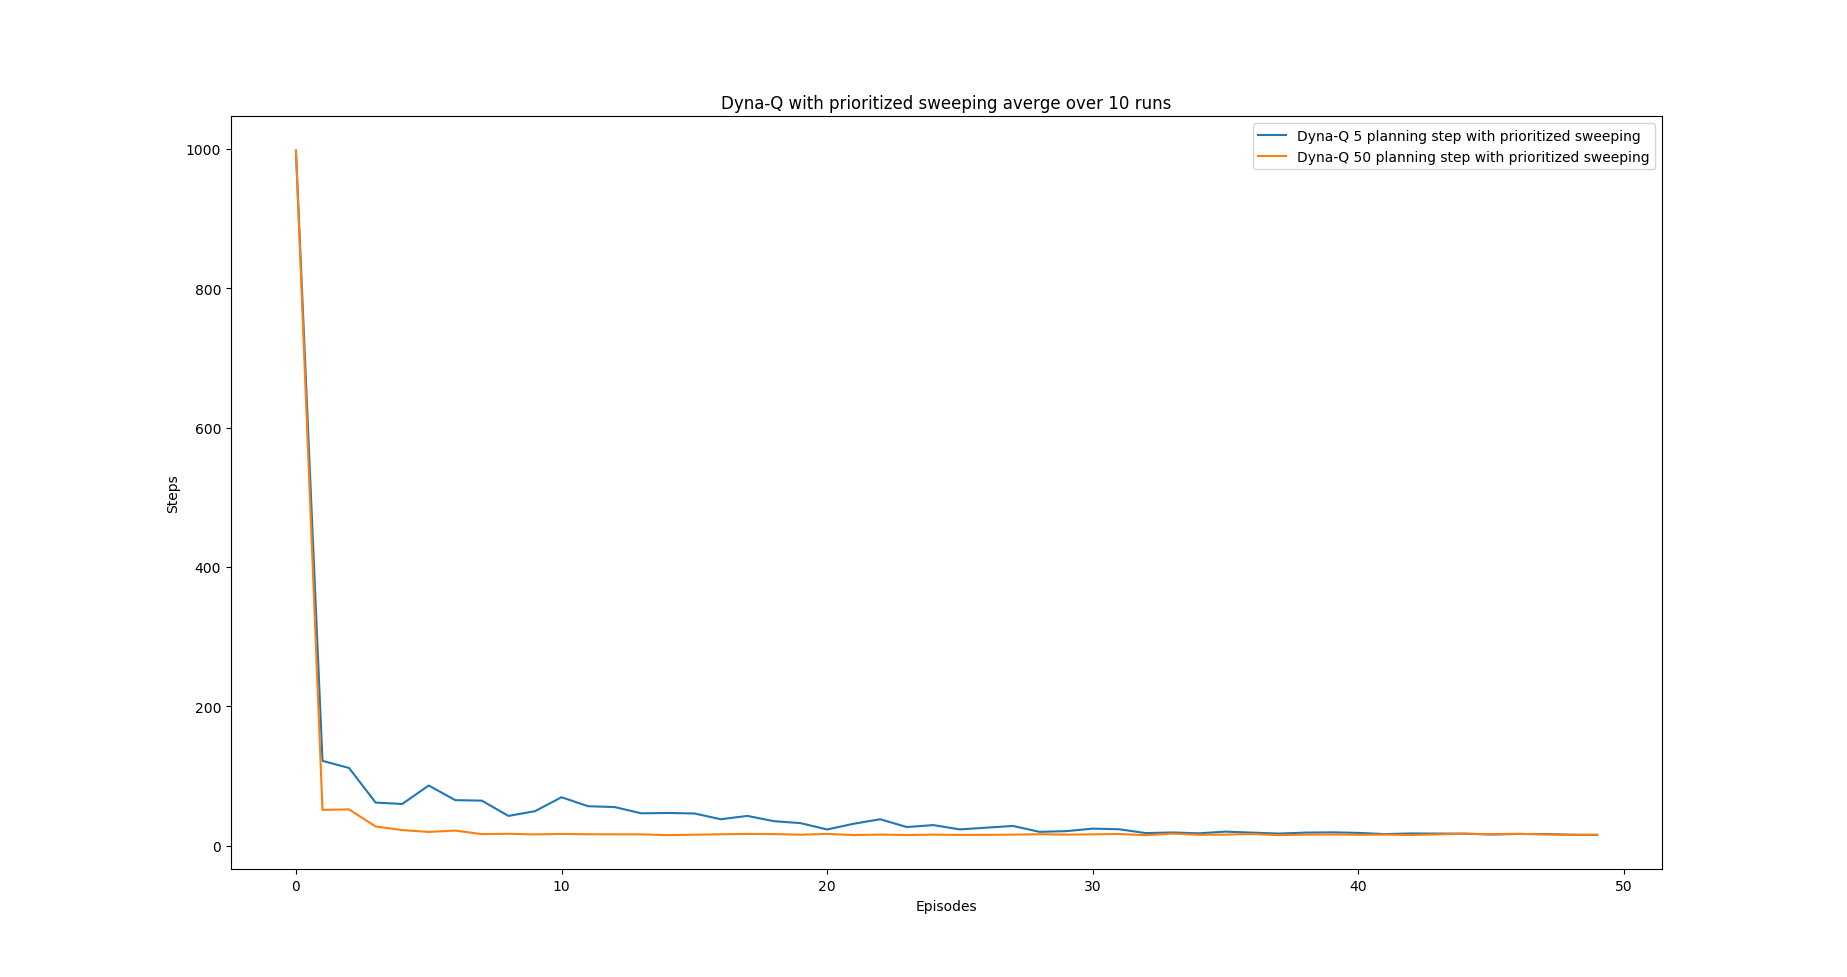 Dyna-Q with prioritized sweeping averge over 10 runs
Dyna-Q 5 planning step with prioritized sweeping
Dyna-Q 50 planning step with prioritized sweeping
1000
800
600
400
200
0
Steps
0 10 20 30 40 50
Episodes